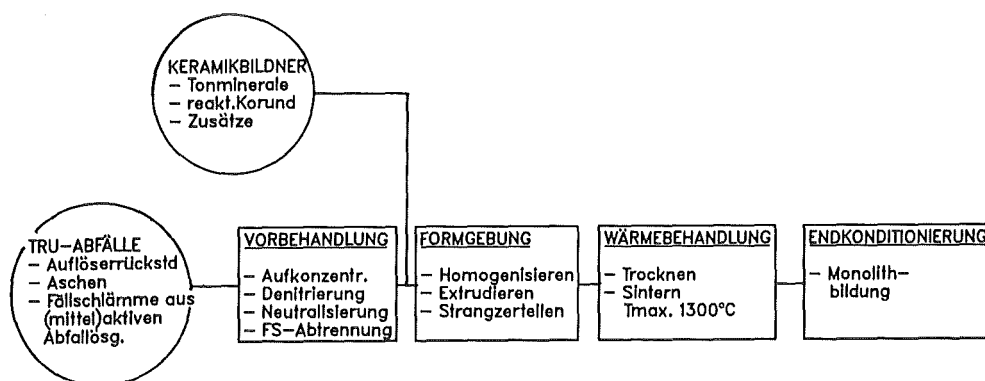 KERAMIKBILDNER
– Tonminerale
– reakt.Korund
– Zusätze
TRU–ABFÄLLE
– Auflöserrückstd
– Aschen
– Fällschlämme aus
(mittel)aktiven
Abfallösg.
VORBEHANDLUNG
– Aufkonzentr.
– Denitrierung
– Neutralisierung
– FS–Abtrennung
FORMGEBUNG
– Homogenisieren
– Extrudieren
– Strangzerteilen
WÄRMEBEHANDLUNG
– Trocknen
– Sintern
Tmax. 1300°C
ENDKONDITIONIERUNG
– Monolith–
bildung